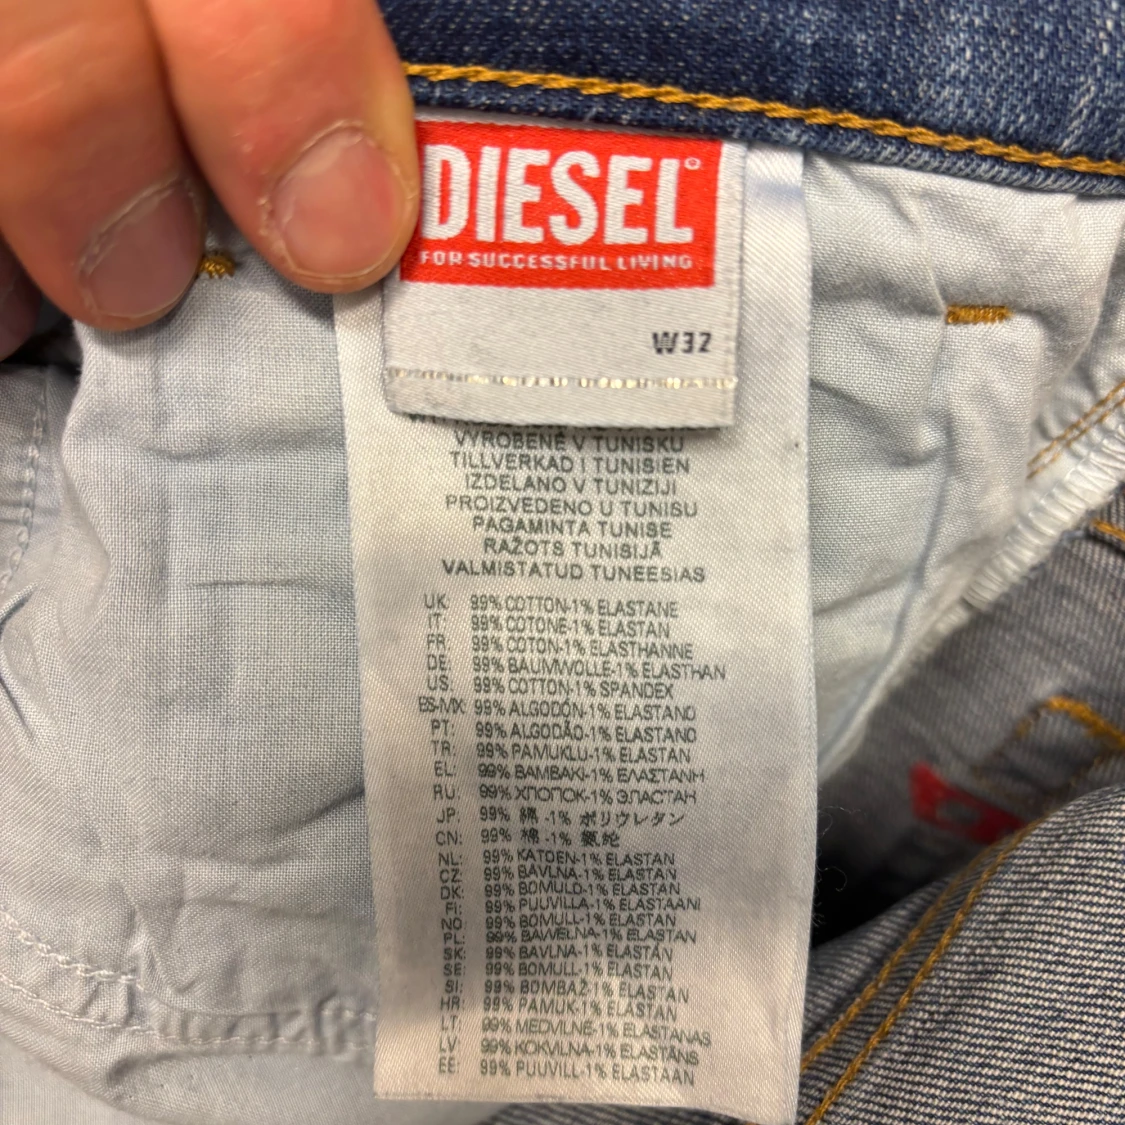 DIESEL
FOR SUCCESSFUL LIVING
W32
VYROBENÉ V TUNISKU
TILLVERKAD I TUNISIEN
IZDELANO V TUNIZIJI
PROIZVEDENO U TUNISU
PAGAMINTA TUNISE
RAŽOTS TUNISIJĀ
VALMISTATUD TUNEESIAS
UK: 99% COTTON-1% ELASTANE
IT: 99% COTONE-1% ELASTAN
FR: 99% COTON-1% ELASTHANNE
DE: 99% BAUMWOLLE-1% ELASTHAN
US: 99% COTTON-1% SPANDEX
ES-MX: 99% ALGODÓN-1% ELASTANO
PT: 99% ALGODÃO-1% ELASTANO
TR: 99% PAMUKLU-1% ELASTAN
EL: 99% ΒΑΜΒΑΚΙ-1% ΕΛΑΣΤΑΝΗ
RU: 99% ХЛОПОК-1% ЭЛАСТАН
JP: 99% 綿 -1% ポリウレタン
CN: 99% 棉 -1% 氨纶
NL: 99% KATOEN-1% ELASTAN
CZ: 99% BAVLNA-1% ELASTAN
DK: 99% BOMULD-1% ELASTAN
FI: 99% PUUVILLA-1% ELASTAANI
NO: 99% BOMULL-1% ELASTAN
PL: 99% BAWEŁNA-1% ELASTAN
SK: 99% BAVLNA-1% ELASTAN
SE: 99% BOMULL-1% ELASTAN
SI: 99% BOMBAŽ-1% ELASTAN
HR: 99% PAMUK-1% ELASTAN
LT: 99% MEDVILNĖ-1% ELASTANAS
LV: 99% KOKVILNA-1% ELASTĀNS
EE: 99% PUUVILL-1% ELASTAAN